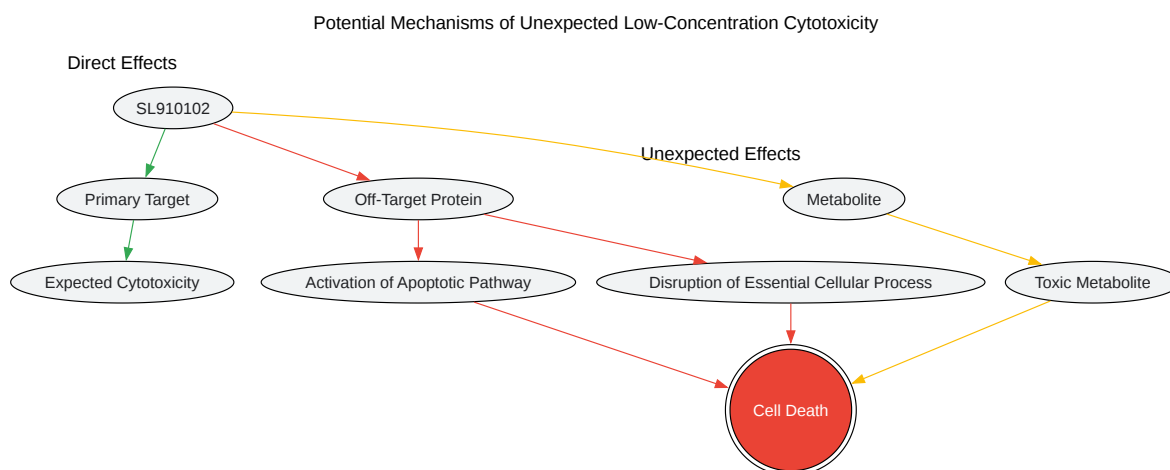 Potential Mechanisms of Unexpected Low-Concentration Cytotoxicity
Direct Effects
SL910102
Unexpected Effects
Primary Target
Off-Target Protein
Metabolite
Expected Cytotoxicity
Activation of Apoptotic Pathway
Disruption of Essential Cellular Process
Toxic Metabolite
Cell Death